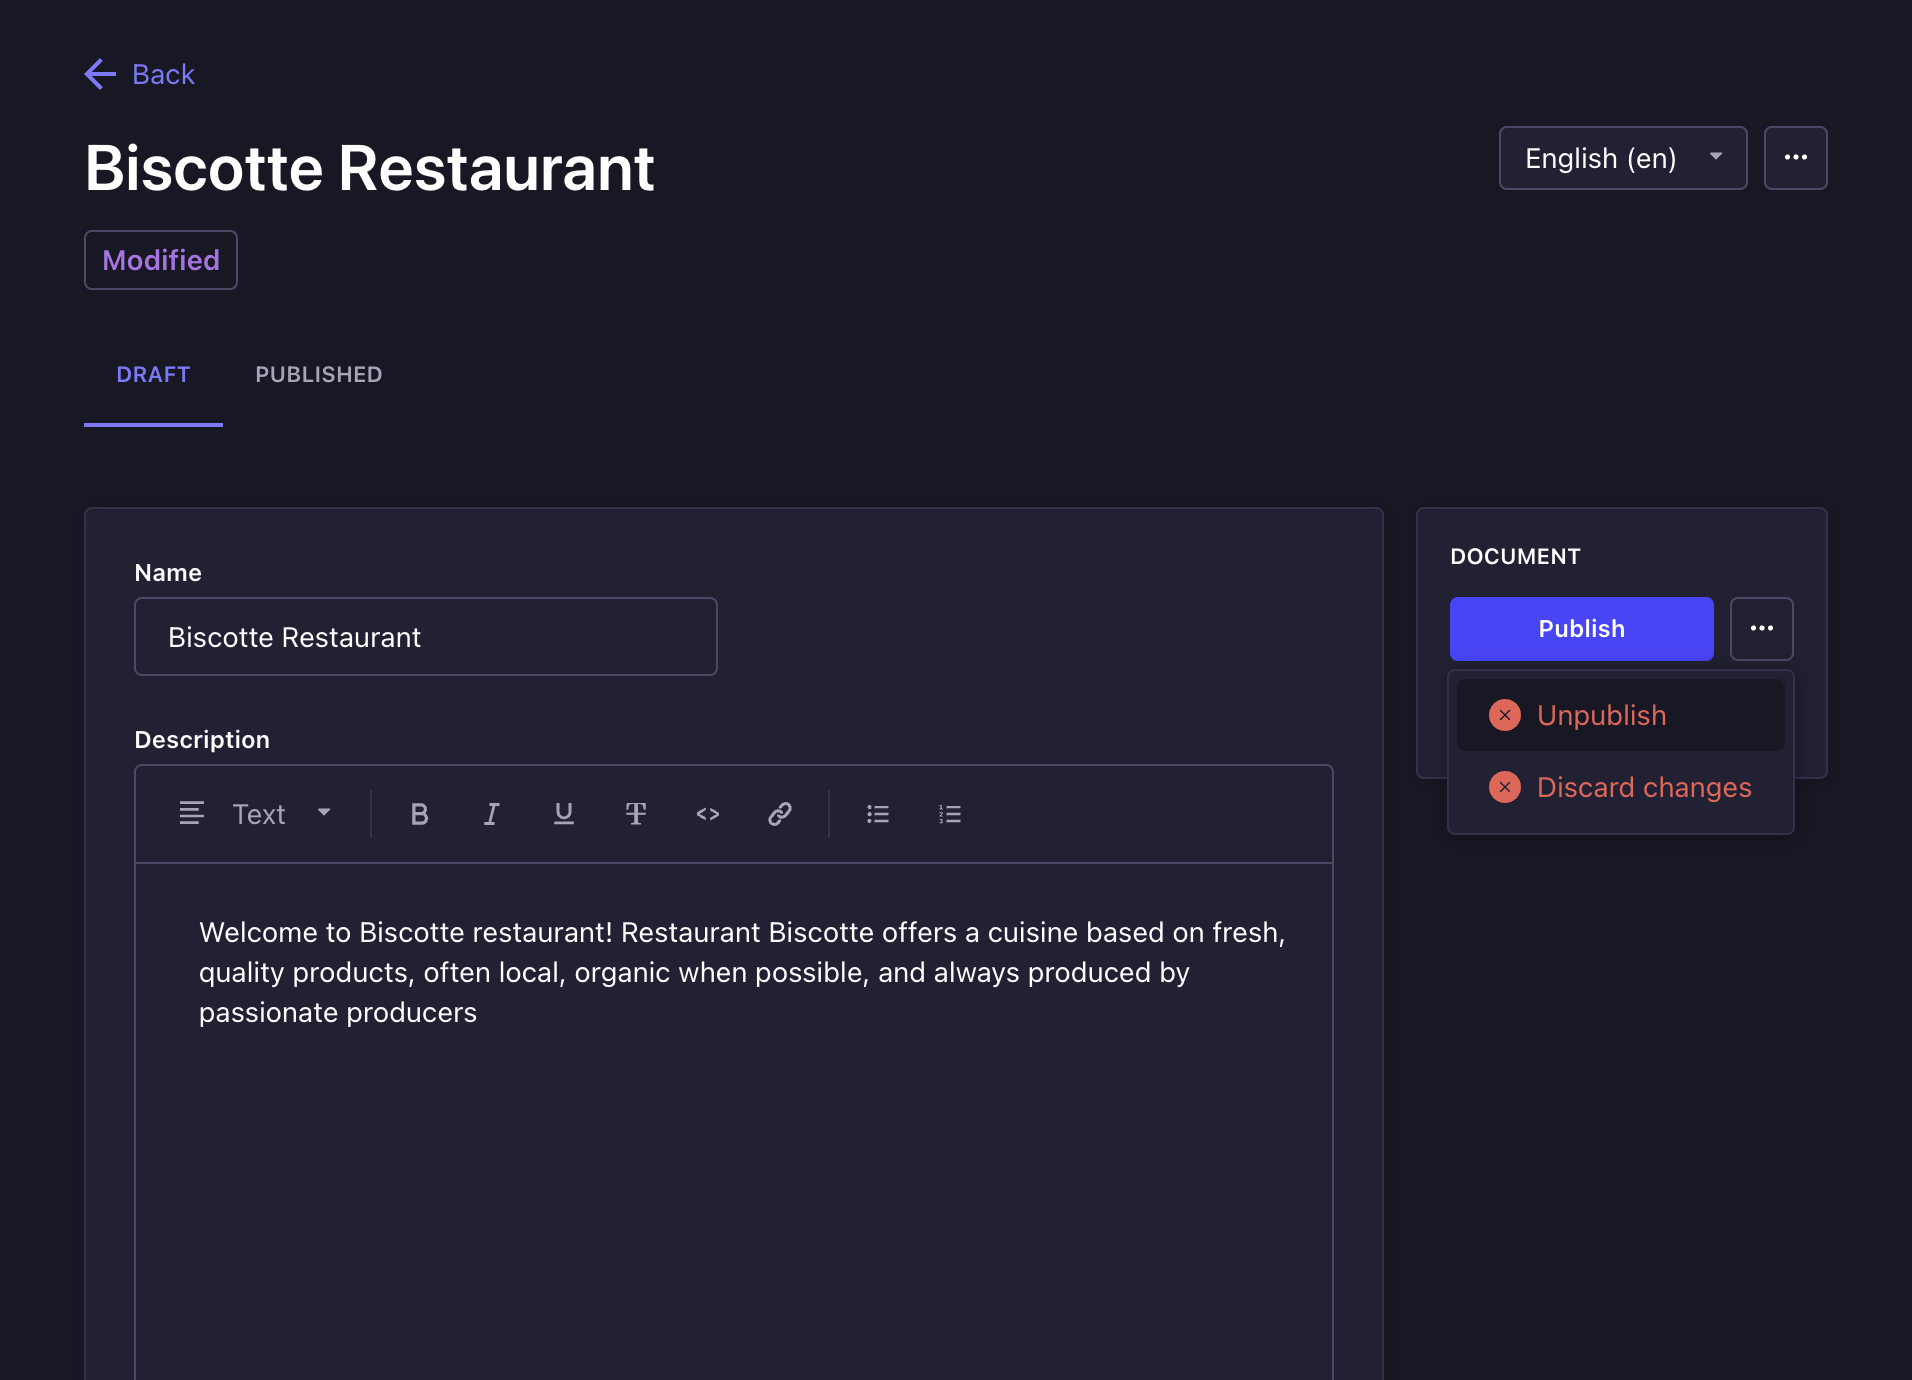 Back
Biscotte Restaurant
English (en)
Modified
DRAFT
PUBLISHED
Name
Biscotte Restaurant
Description
Text
Welcome to Biscotte restaurant! Restaurant Biscotte offers a cuisine based on fresh,
quality products, often local, organic when possible, and always produced by
passionate producers
DOCUMENT
Publish
Unpublish
Discard changes